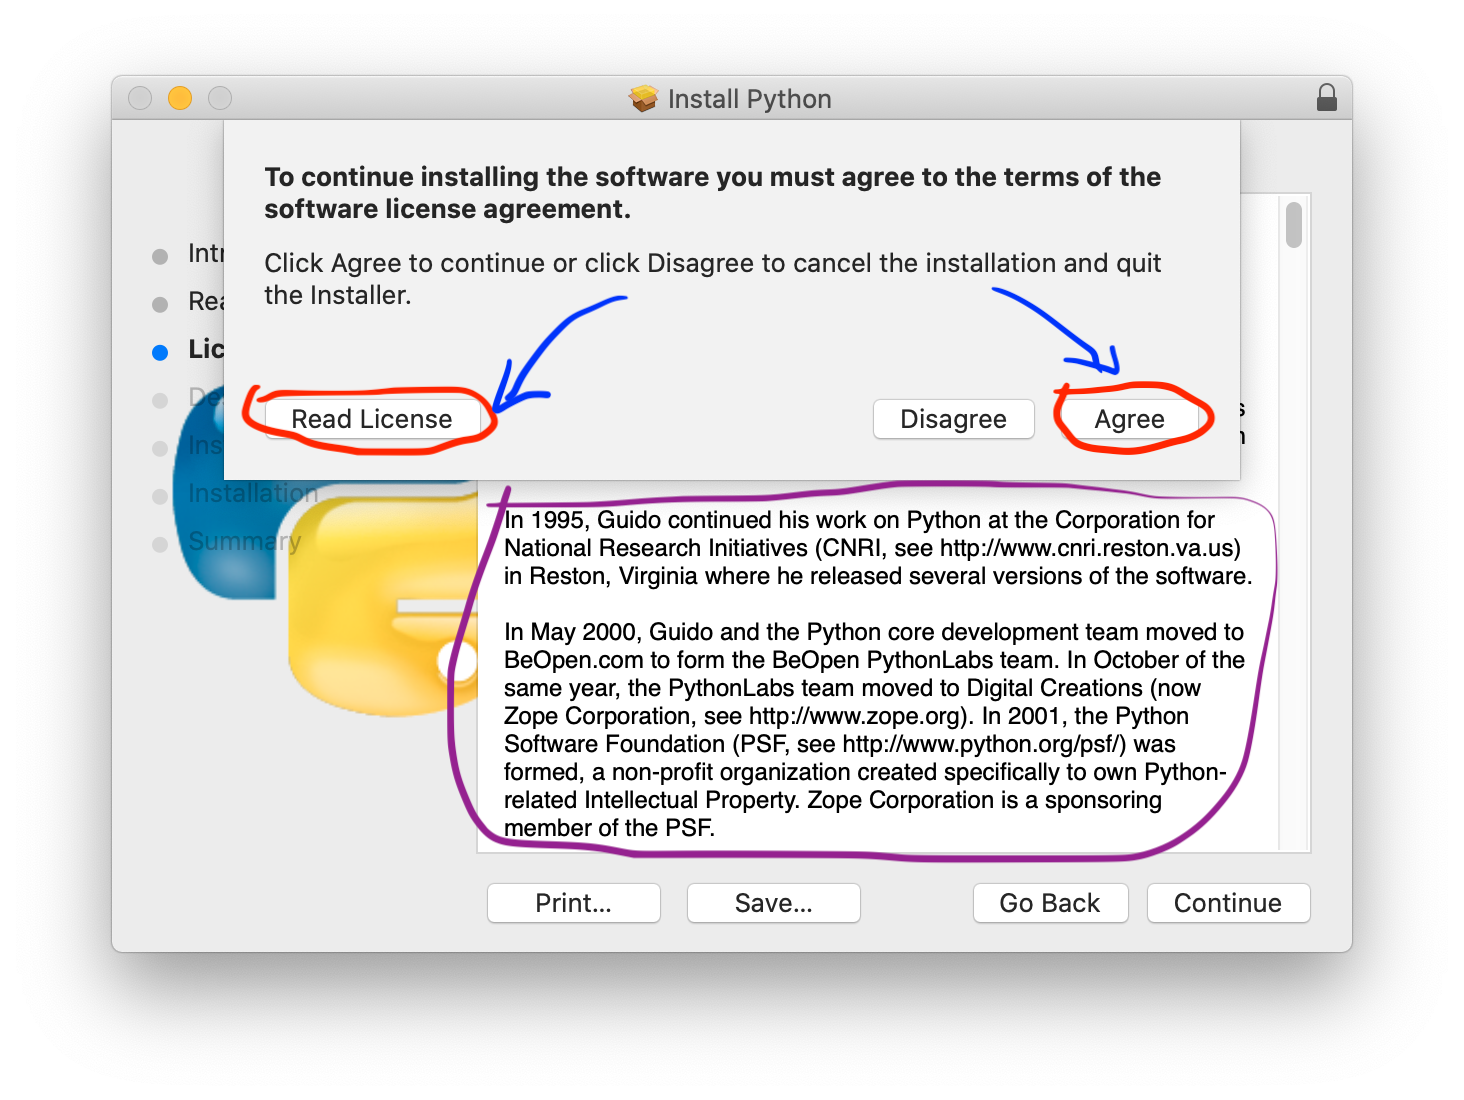 Install Python
To continue installing the software you must agree to the terms of the
software license agreement.
Click Agree to continue or click Disagree to cancel the installation and quit
the Installer.
Read License
Disagree
Agree
Installation
Summary
In 1995, Guido continued his work on Python at the Corporation for
National Research Initiatives (CNRI, see http://www.cnri.reston.va.us)
in Reston, Virginia where he released several versions of the software.
In May 2000, Guido and the Python core development team moved to
BeOpen.com to form the BeOpen PythonLabs team. In October of the
same year, the PythonLabs team moved to Digital Creations (now
Zope Corporation, see http://www.zope.org). In 2001, the Python
Software Foundation (PSF, see http://www.python.org/psf/) was
formed, a non-profit organization created specifically to own Python-
related Intellectual Property. Zope Corporation is a sponsoring
member of the PSF.
Print...
Save...
Go Back
Continue